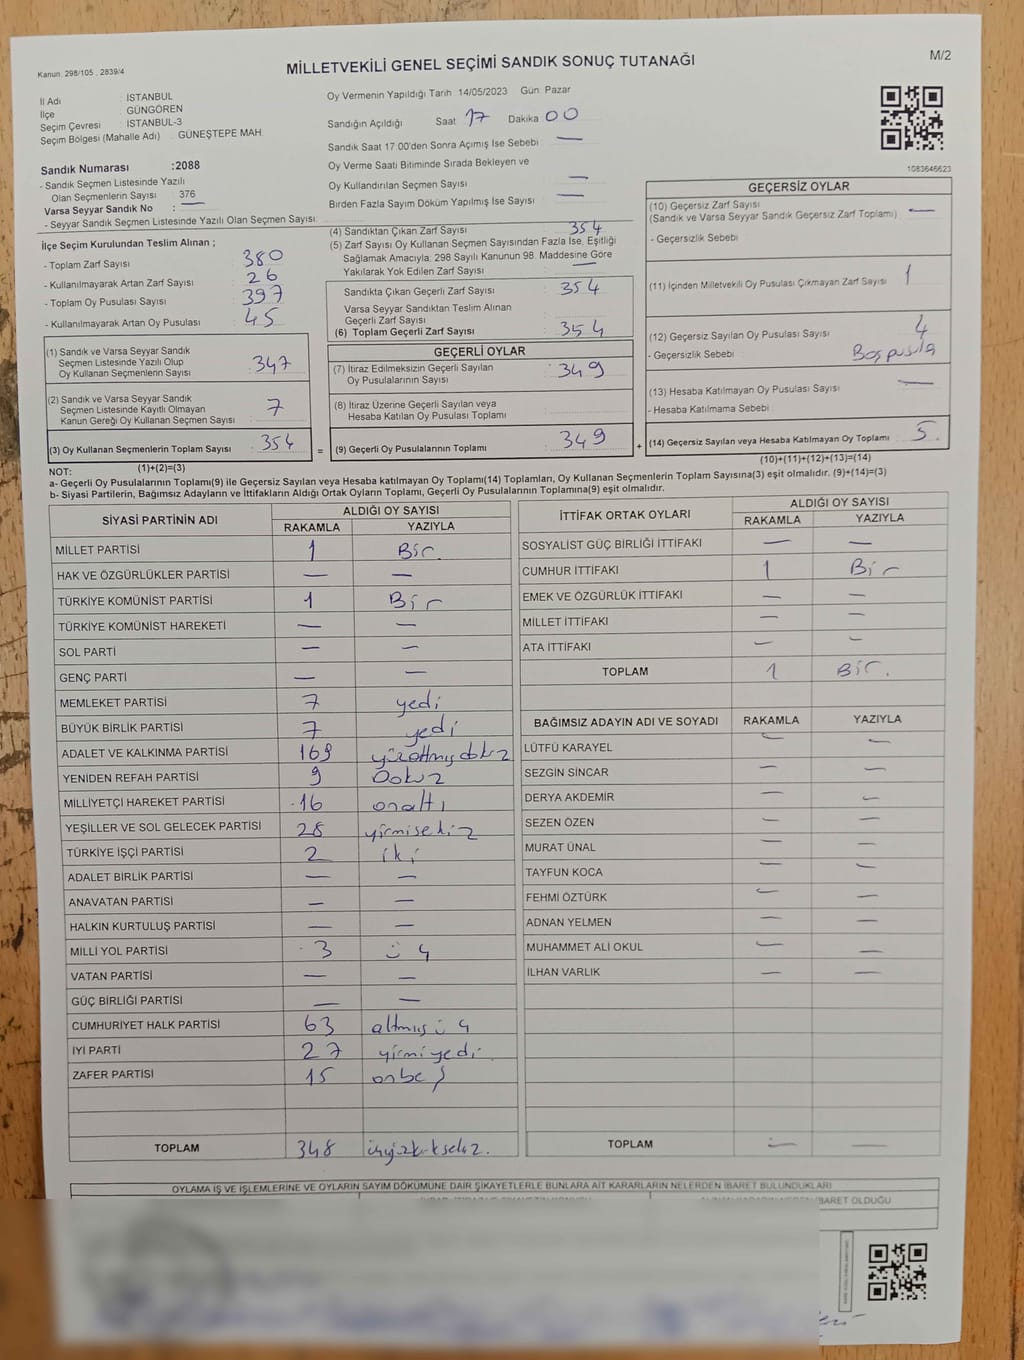 M/2
Kanun: 298/105 , 2839/4
MİLLETVEKİLİ GENEL SEÇİMİ SANDIK SONUÇ TUTANAĞI
İl Adı : İSTANBUL
İlçe : GÜNGÖREN
Seçim Çevresi : İSTANBUL-3
Seçim Bölgesi (Mahalle Adı) : GÜNEŞTEPE MAH.
Sandık Numarası :2088
- Sandık Seçmen Listesinde Yazılı
Olan Seçmenlerin Sayısı : 376
Varsa Seyyar Sandık No : —
- Seyyar Sandık Seçmen Listesinde Yazılı Olan Seçmen Sayısı:
Oy Vermenin Yapıldığı Tarih :14/05/2023 Gün: Pazar
Sandığın Açıldığı Saat 17 Dakika 00
Sandık Saat 17:00'den Sonra Açımış İse Sebebi : —
Oy Verme Saati Bitiminde Sırada Bekleyen ve
Oy Kullandırılan Seçmen Sayısı : —
Birden Fazla Sayım Döküm Yapılmış İse Sayısı : —
1083646623
İlçe Seçim Kurulundan Teslim Alınan ;
- Toplam Zarf Sayısı : 380
- Kullanılmayarak Artan Zarf Sayısı : 26
- Toplam Oy Pusulası Sayısı : 397
- Kullanılmayarak Artan Oy Pusulası : 45
(1) Sandık ve Varsa Seyyar Sandık
Seçmen Listesinde Yazılı Olup
Oy Kullanan Seçmenlerin Sayısı : 347
(2) Sandık ve Varsa Seyyar Sandık
Seçmen Listesinde Kayıtlı Olmayan
Kanun Gereği Oy Kullanan Seçmen Sayısı : 7
(3) Oy Kullanan Seçmenlerin Toplam Sayısı : 354
(1)+(2)=(3)
(4) Sandıktan Çıkan Zarf Sayısı : 354
(5) Zarf Sayısı Oy Kullanan Seçmen Sayısından Fazla İse, Eşitliği
Sağlamak Amacıyla; 298 Sayılı Kanunun 98. Maddesine Göre
Yakılarak Yok Edilen Zarf Sayısı : —
Sandıkta Çıkan Geçerli Zarf Sayısı : 354
Varsa Seyyar Sandıktan Teslim Alınan
Geçerli Zarf Sayısı :
(6) Toplam Geçerli Zarf Sayısı : 354
GEÇERLİ OYLAR
(7) İtiraz Edilmeksizin Geçerli Sayılan
Oy Pusulalarının Sayısı : 349
(8) İtiraz Üzerine Geçerli Sayılan veya
Hesaba Katılan Oy Pusulası Toplamı :
= (9) Geçerli Oy Pusulalarının Toplamı : 349 +
GEÇERSİZ OYLAR
(10) Geçersiz Zarf Sayısı
(Sandık ve Varsa Seyyar Sandık Geçersiz Zarf Toplamı) : —
- Geçersizlik Sebebi :
(11) İçinden Milletvekili Oy Pusulası Çıkmayan Zarf Sayısı : 1
(12) Geçersiz Sayılan Oy Pusulası Sayısı : 4
- Geçersizlik Sebebi : Boş pusula
(13) Hesaba Katılmayan Oy Pusulası Sayısı : —
- Hesaba Katılmama Sebebi :
(14) Geçersiz Sayılan veya Hesaba Katılmayan Oy Toplamı : 5.
(10)+(11)+(12)+(13)=(14)
NOT:
a- Geçerli Oy Pusulalarının Toplamı(9) ile Geçersiz Sayılan veya Hesaba Katılmayan Oy Toplamı(14) Toplamları, Oy Kullanan Seçmenlerin Toplam Sayısına(3) eşit olmalıdır. (9)+(14)=(3)
b- Siyasi Partilerin, Bağımsız Adayların ve İttifakların Aldığı Ortak Oyların Toplamı, Geçerli Oy Pusulalarının Toplamına(9) eşit olmalıdır.
SİYASİ PARTİNİN ADI ALDIĞI OY SAYISI
RAKAMLA YAZIYLA
MİLLET PARTİSİ 1 Bir.
HAK VE ÖZGÜRLÜKLER PARTİSİ — —
TÜRKİYE KOMÜNİST PARTİSİ 1 Bir
TÜRKİYE KOMÜNİST HAREKETİ — —
SOL PARTİ — —
GENÇ PARTİ — —
MEMLEKET PARTİSİ 7 yedi
BÜYÜK BİRLİK PARTİSİ 7 yedi
ADALET VE KALKINMA PARTİSİ 169 yüzaltmışdokuz
YENİDEN REFAH PARTİSİ 9 Dokuz
MİLLİYETÇİ HAREKET PARTİSİ 16 onaltı
YEŞİLLER VE SOL GELECEK PARTİSİ 28 yirmisekiz
TÜRKİYE İŞÇİ PARTİSİ 2 iki
ADALET BİRLİK PARTİSİ — —
ANAVATAN PARTİSİ — —
HALKIN KURTULUŞ PARTİSİ — —
MİLLİ YOL PARTİSİ 3 üç
VATAN PARTİSİ — —
GÜÇ BİRLİĞİ PARTİSİ — —
CUMHURİYET HALK PARTİSİ 63 altmışüç
İYİ PARTİ 27 yirmiyedi.
ZAFER PARTİSİ 15 onbeş
TOPLAM 348 üçyüzkırksekiz.
İTTİFAK ORTAK OYLARI ALDIĞI OY SAYISI
RAKAMLA YAZIYLA
SOSYALİST GÜÇ BİRLİĞİ İTTİFAKI — —
CUMHUR İTTİFAKI 1 Bir
EMEK VE ÖZGÜRLÜK İTTİFAKI — —
MİLLET İTTİFAKI — —
ATA İTTİFAKI — —
TOPLAM 1 Bir.
BAĞIMSIZ ADAYIN ADI VE SOYADI RAKAMLA YAZIYLA
LÜTFÜ KARAYEL — —
SEZGİN SİNCAR — —
DERYA AKDEMİR — —
SEZEN ÖZEN — —
MURAT ÜNAL — —
TAYFUN KOCA — —
FEHMİ ÖZTÜRK — —
ADNAN YELMEN — —
MUHAMMET ALİ OKUL — —
İLHAN VARLIK — —
TOPLAM — —
OYLAMA İŞ VE İŞLEMLERİNE VE OYLARIN SAYIM DÖKÜMÜNE DAİR ŞİKAYETLERLE BUNLARA AİT KARARLARIN NELERDEN İBARET BULUNDUKLARI
İBARET OLDUĞU